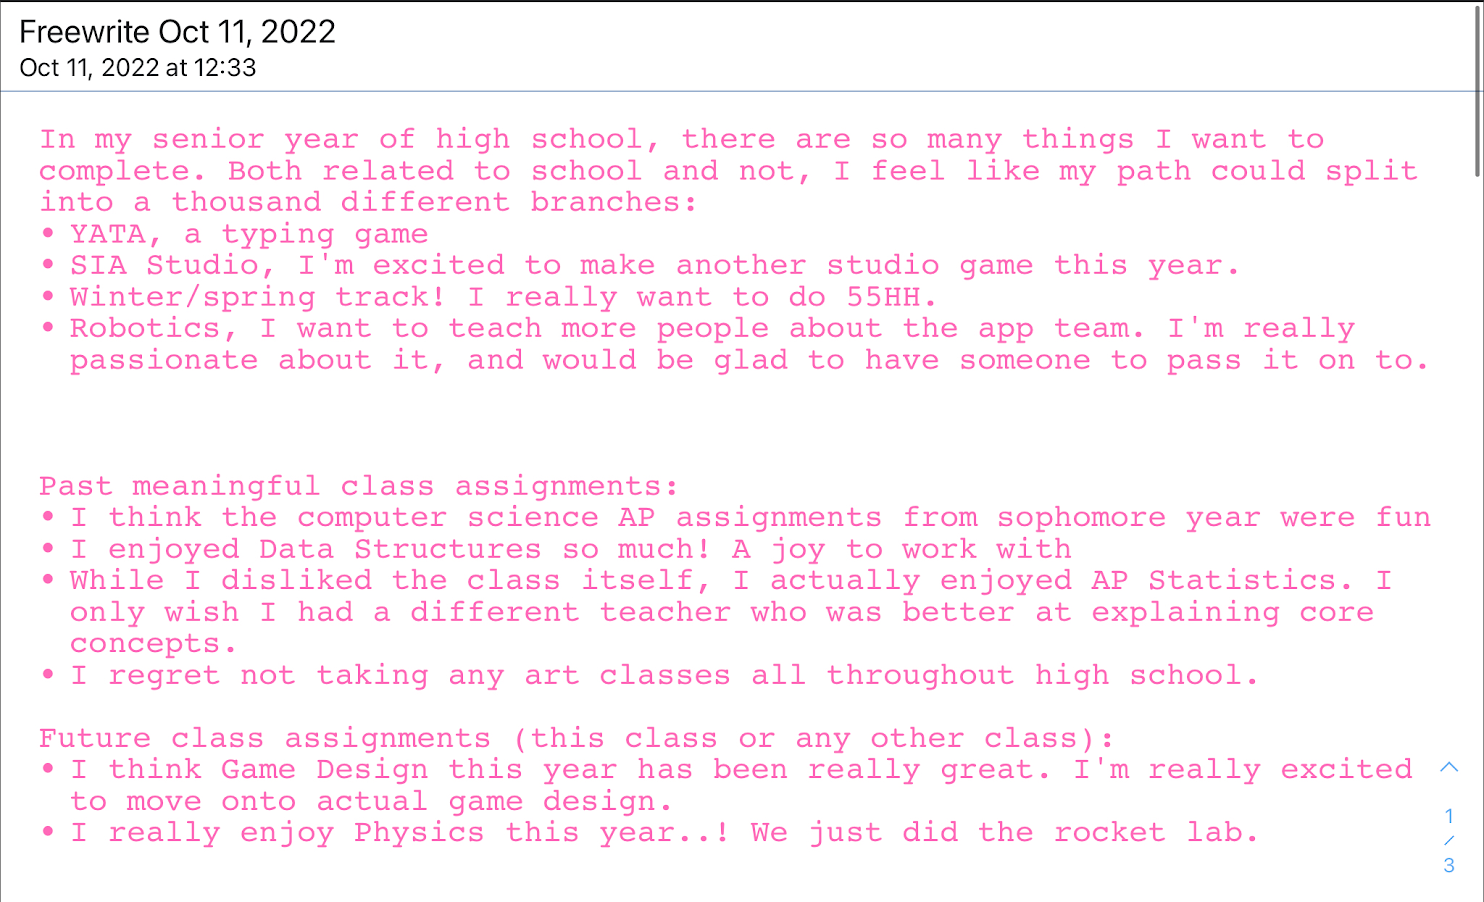 Freewrite Oct 11, 2022
Oct 11, 2022 at 12:33
In my senior year of high school, there are so many things I want to
complete. Both related to school and not, I feel like my path could split
into a thousand different branches:
• YATA, a typing game
• SIA Studio, I'm excited to make another studio game this year.
• Winter/spring track! I really want to do 55HH.
• Robotics, I want to teach more people about the app team. I'm really
passionate about it, and would be glad to have someone to pass it on to.
Past meaningful class assignments:
• I think the computer science AP assignments from sophomore year were fun
• I enjoyed Data Structures so much! A joy to work with
• While I disliked the class itself, I actually enjoyed AP Statistics. I
only wish I had a different teacher who was better at explaining core
concepts.
• I regret not taking any art classes all throughout high school.
Future class assignments (this class or any other class):
• I think Game Design this year has been really great. I'm really excited
to move onto actual game design.
• I really enjoy Physics this year..! We just did the rocket lab.
1
/
3